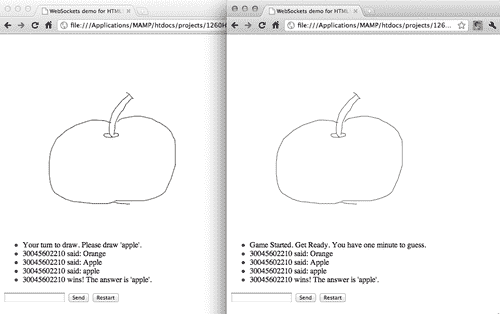 WebSockets demo for HTML
file:///Applications/MAMP/htdocs/projects/1260H
Your turn to draw. Please draw 'apple'.
30045602210 said: Orange
30045602210 said: Apple
30045602210 said: apple
30045602210 wins! The answer is 'apple'.
Send
Restart
WebSockets demo for HTML
file:///Applications/MAMP/htdocs/projects/1260HTML5/w...
Game Started. Get Ready. You have one minute to guess.
30045602210 said: Orange
30045602210 said: Apple
30045602210 said: apple
30045602210 wins! The answer is 'apple'.
Send
Restart